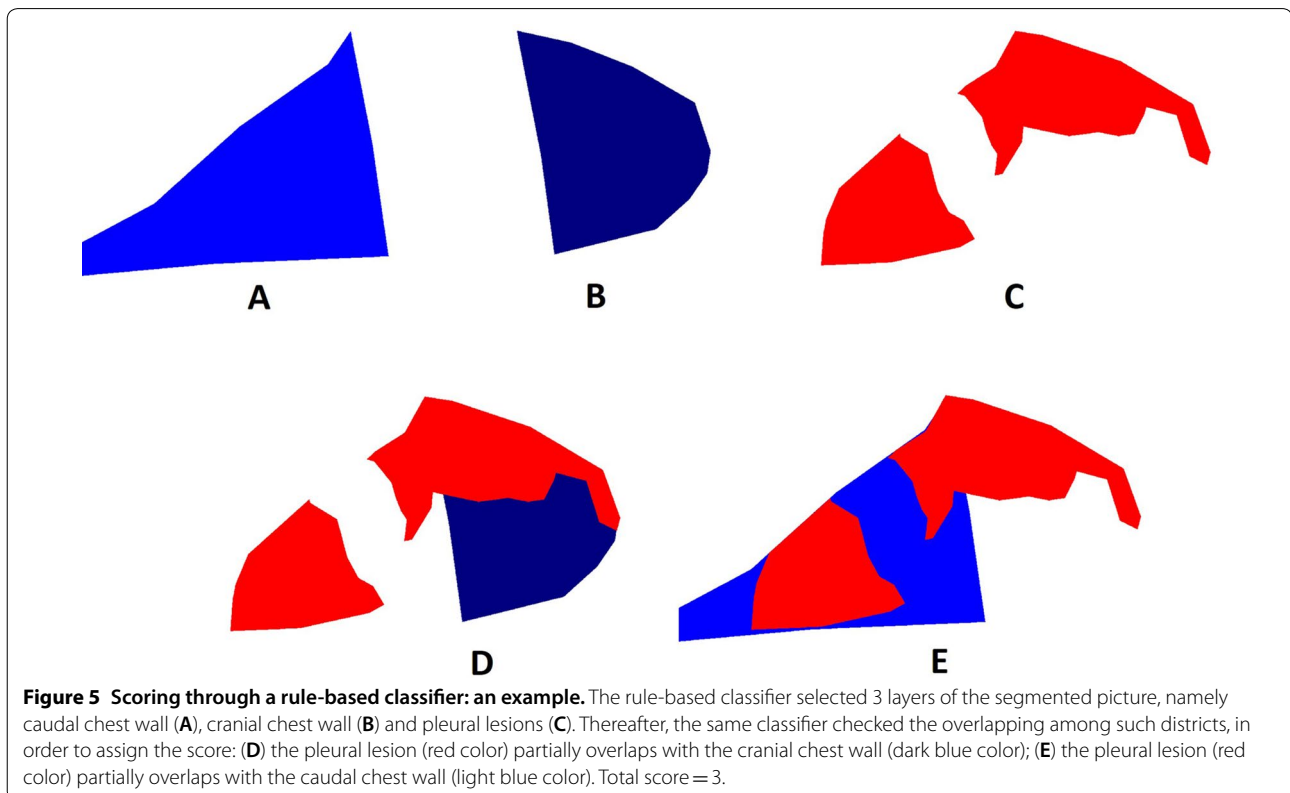 A
B
C
D
E
Figure 5 Scoring through a rule-based classifier: an example. The rule-based classifier selected 3 layers of the segmented picture, namely
caudal chest wall (A), cranial chest wall (B) and pleural lesions (C). Thereafter, the same classifier checked the overlapping among such districts, in
order to assign the score: (D) the pleural lesion (red color) partially overlaps with the cranial chest wall (dark blue color); (E) the pleural lesion (red
color) partially overlaps with the caudal chest wall (light blue color). Total score = 3.